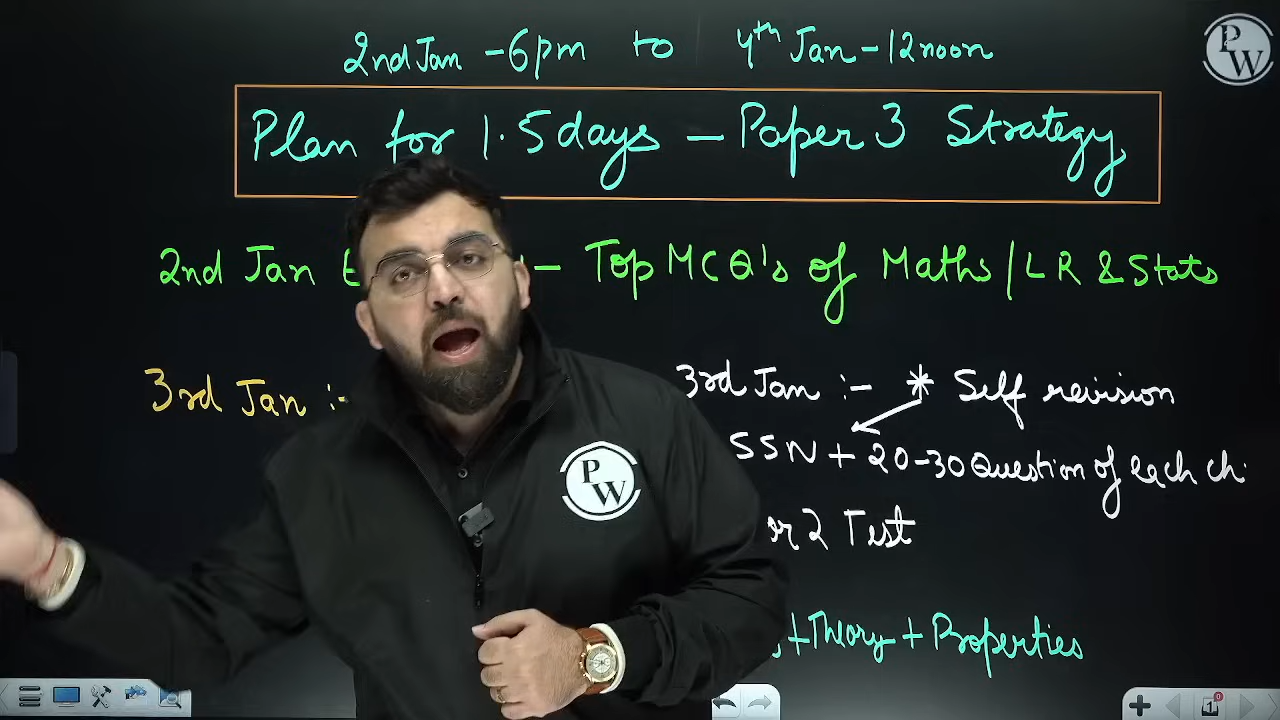 2nd Jan - 6pm to 4th Jan - 12 noon
PW
Plan for 1.5 days - Paper 3 Strategy
2nd Jan - Top MCQ's of Maths / LR & Stats
3rd Jan :-
3rd Jan :- * Self revision
SSN + 20-30 Question of each ch.
or 2 Test
PW
+ Theory + Properties
1